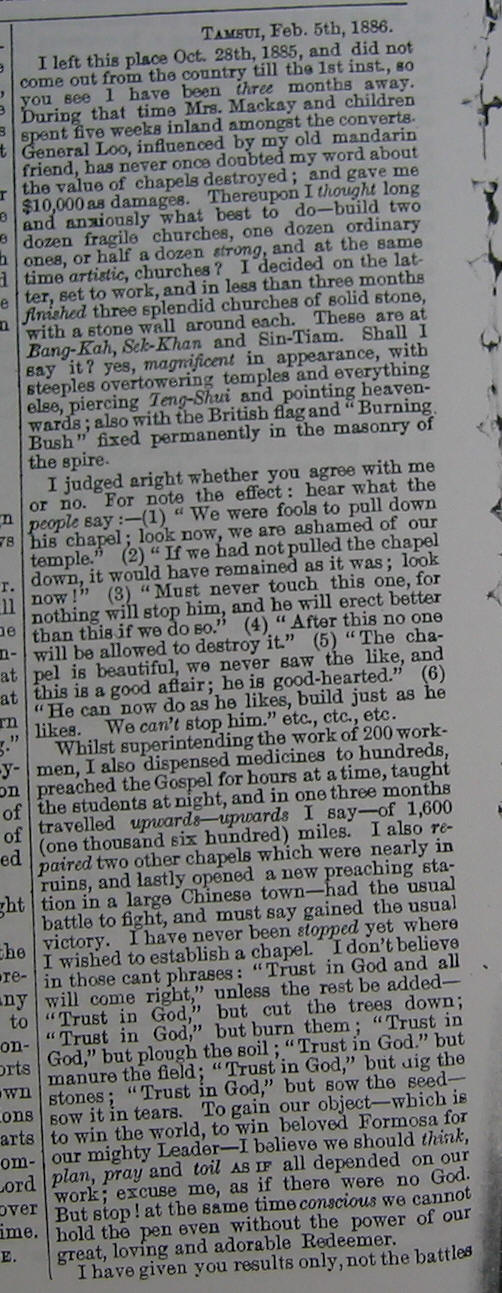 TAMSUI, Feb. 5th, 1886.
I left this place Oct. 28th, 1885, and did not
come out from the country till the 1st inst., so
you see I have been three months away.
During that time Mrs. Mackay and children
spent five weeks inland amongst the converts.
General Loo, influenced by my old mandarin
friend, has never once doubted my word about
the value of chapels destroyed; and gave me
$10,000 as damages. Thereupon I thought long
and anxiously what best to do—build two
dozen fragile churches, one dozen ordinary
ones, or half a dozen strong, and at the same
time artistic, churches? I decided on the lat-
ter, set to work, and in less than three months
finished three splendid churches of solid stone,
with a stone wall around each. These are at
Bang-Kah, Sek-Khan and Sin-Tiam. Shall I
say it? yes, magnificent in appearance, with
steeples overtowering temples and everything
else, piercing Teng-Shui and pointing heaven-
wards; also with the British flag and "Burning
Bush" fixed permanently in the masonry of
the spire.
I judged aright whether you agree with me
or no. For note the effect: hear what the
people say:—(1) "We were fools to pull down
his chapel; look now, we are ashamed of our
temple." (2) "If we had not pulled the chapel
down, it would have remained as it was; look
now!" (3) "Must never touch this one, for
nothing will stop him, and he will erect better
than this if we do so." (4) "After this no one
will be allowed to destroy it." (5) "The cha-
pel is beautiful, we never saw the like, and
this is a good affair; he is good-hearted." (6)
"He can now do as he likes, build just as he
likes. We can't stop him." etc., etc., etc.
Whilst superintending the work of 200 work-
men, I also dispensed medicines to hundreds,
preached the Gospel for hours at a time, taught
the students at night, and in one three months
travelled upwards—upwards I say—of 1,600
(one thousand six hundred) miles. I also re-
paired two other chapels which were nearly in
ruins, and lastly opened a new preaching sta-
tion in a large Chinese town—had the usual
battle to fight, and must say gained the usual
victory. I have never been stopped yet where
I wished to establish a chapel. I don't believe
in those cant phrases: "Trust in God and all
will come right," unless the rest be added—
"Trust in God," but cut the trees down;
"Trust in God," but burn them; "Trust in
God," but plough the soil; "Trust in God." but
manure the field; "Trust in God," but dig the
stones; "Trust in God," but sow the seed—
sow it in tears. To gain our object—which is
to win the world, to win beloved Formosa for
our mighty Leader—I believe we should think,
plan, pray and toil AS IF all depended on our
work; excuse me, as if there were no God.
But stop! at the same time conscious we cannot
hold the pen even without the power of our
great, loving and adorable Redeemer.
I have given you results only, not the battles